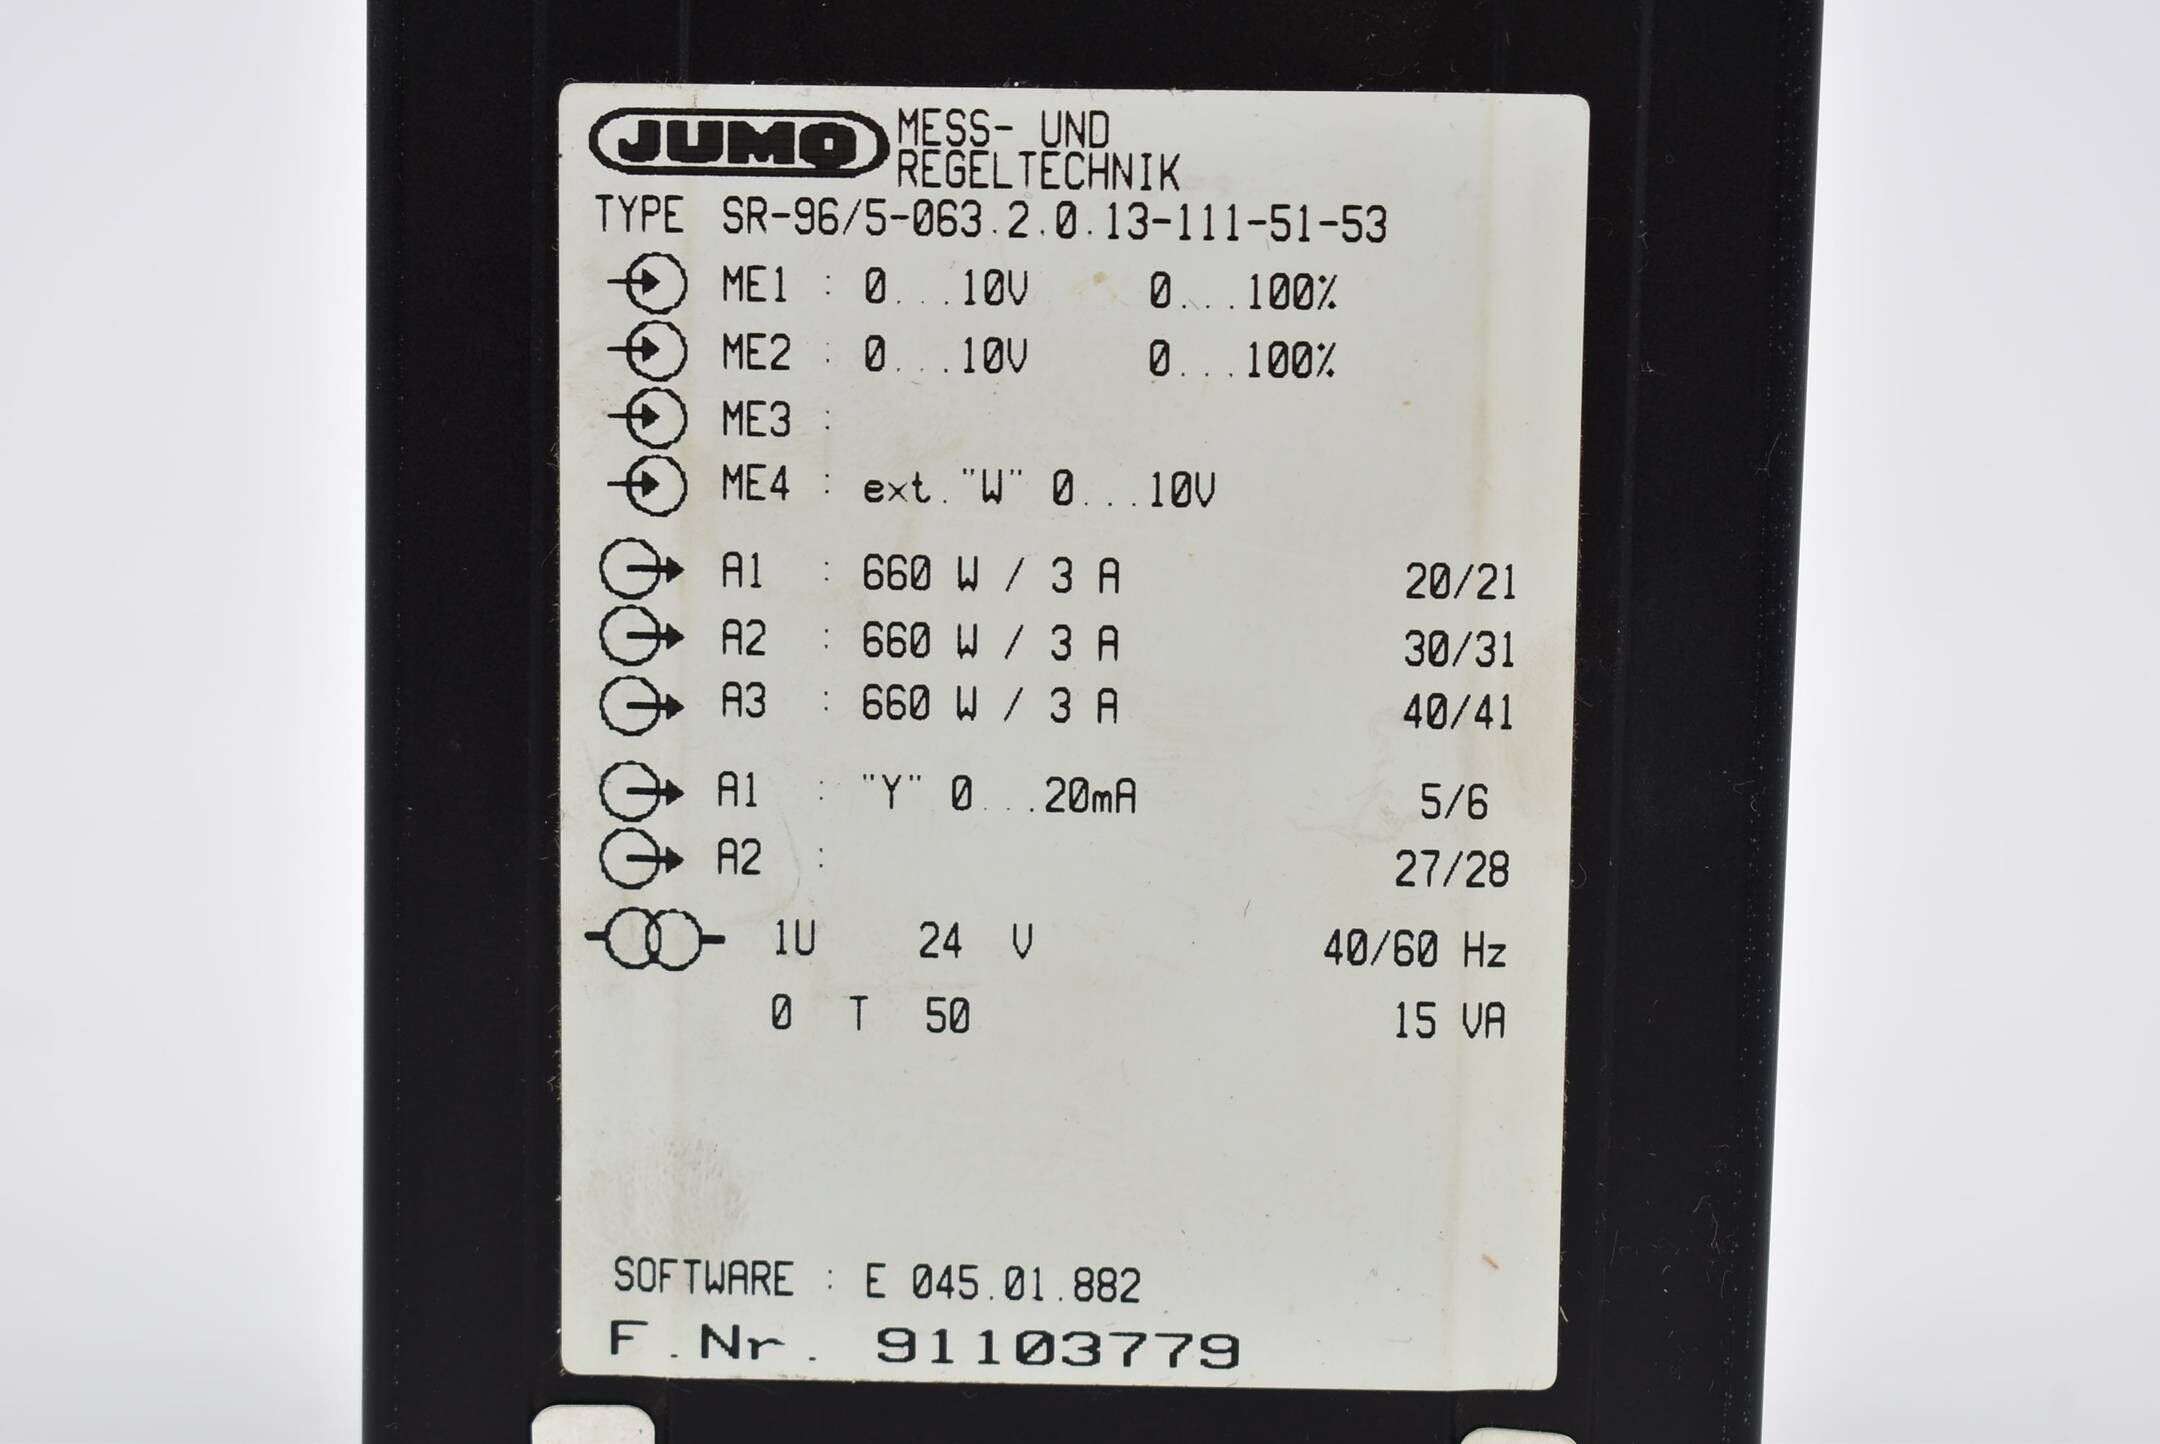 JUMO MESS- UND
REGELTECHNIK
TYPE SR-96/5-063.2.0.13-111-51-53
ME1 : 0...10V 0...100%
ME2 : 0...10V 0...100%
ME3 :
ME4 : ext."W" 0...10V
A1 : 660 W / 3 A 20/21
A2 : 660 W / 3 A 30/31
A3 : 660 W / 3 A 40/41
A1 : "Y" 0...20mA 5/6
A2 : 27/28
1U 24 V 40/60 Hz
0 T 50 15 VA
SOFTWARE : E 045.01.882
F.Nr. 91103779